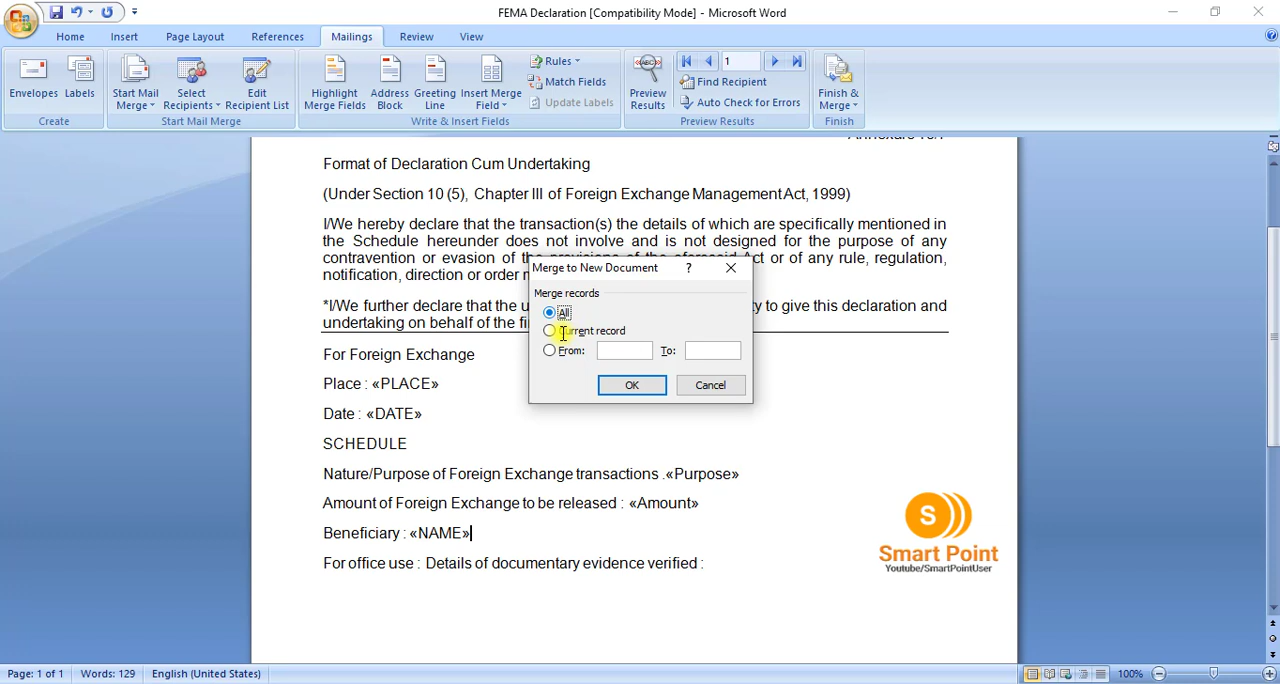 FEMA Declaration [Compatibility Mode] - Microsoft Word
Home Insert Page Layout References Mailings Review View
Envelopes Labels
Create
Start Mail Merge Select Recipients Edit Recipient List
Start Mail Merge
Highlight Merge Fields Address Block Greeting Line Insert Merge Field
Rules
Match Fields
Update Labels
Write & Insert Fields
Preview Results
1
Find Recipient
Auto Check for Errors
Preview Results
Finish & Merge
Finish
Format of Declaration Cum Undertaking
(Under Section 10 (5), Chapter III of Foreign Exchange Management Act, 1999)
I/We hereby declare that the transaction(s) the details of which are specifically mentioned in
the Schedule hereunder does not involve and is not designed for the purpose of any
contravention or evasion of the provisions of the aforesaid Act or of any rule, regulation,
notification, direction or order
*I/We further declare that the u ty to give this declaration and
undertaking on behalf of the fi
Merge to New Document ? 
Merge records
All
Current record
From: To:
OK Cancel
For Foreign Exchange
Place : «PLACE»
Date : «DATE»
SCHEDULE
Nature/Purpose of Foreign Exchange transactions .«Purpose»
Amount of Foreign Exchange to be released : «Amount»
Beneficiary : «NAME»
For office use : Details of documentary evidence verified :
S
Smart Point
Youtube/SmartPointUser
Page: 1 of 1 Words: 129 English (United States) 100%